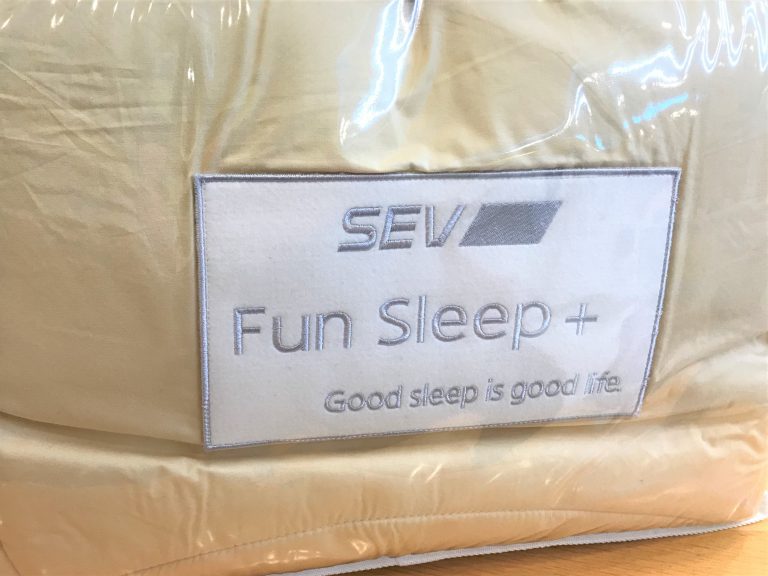 SEV
Fun Sleep +
Good sleep is good life.